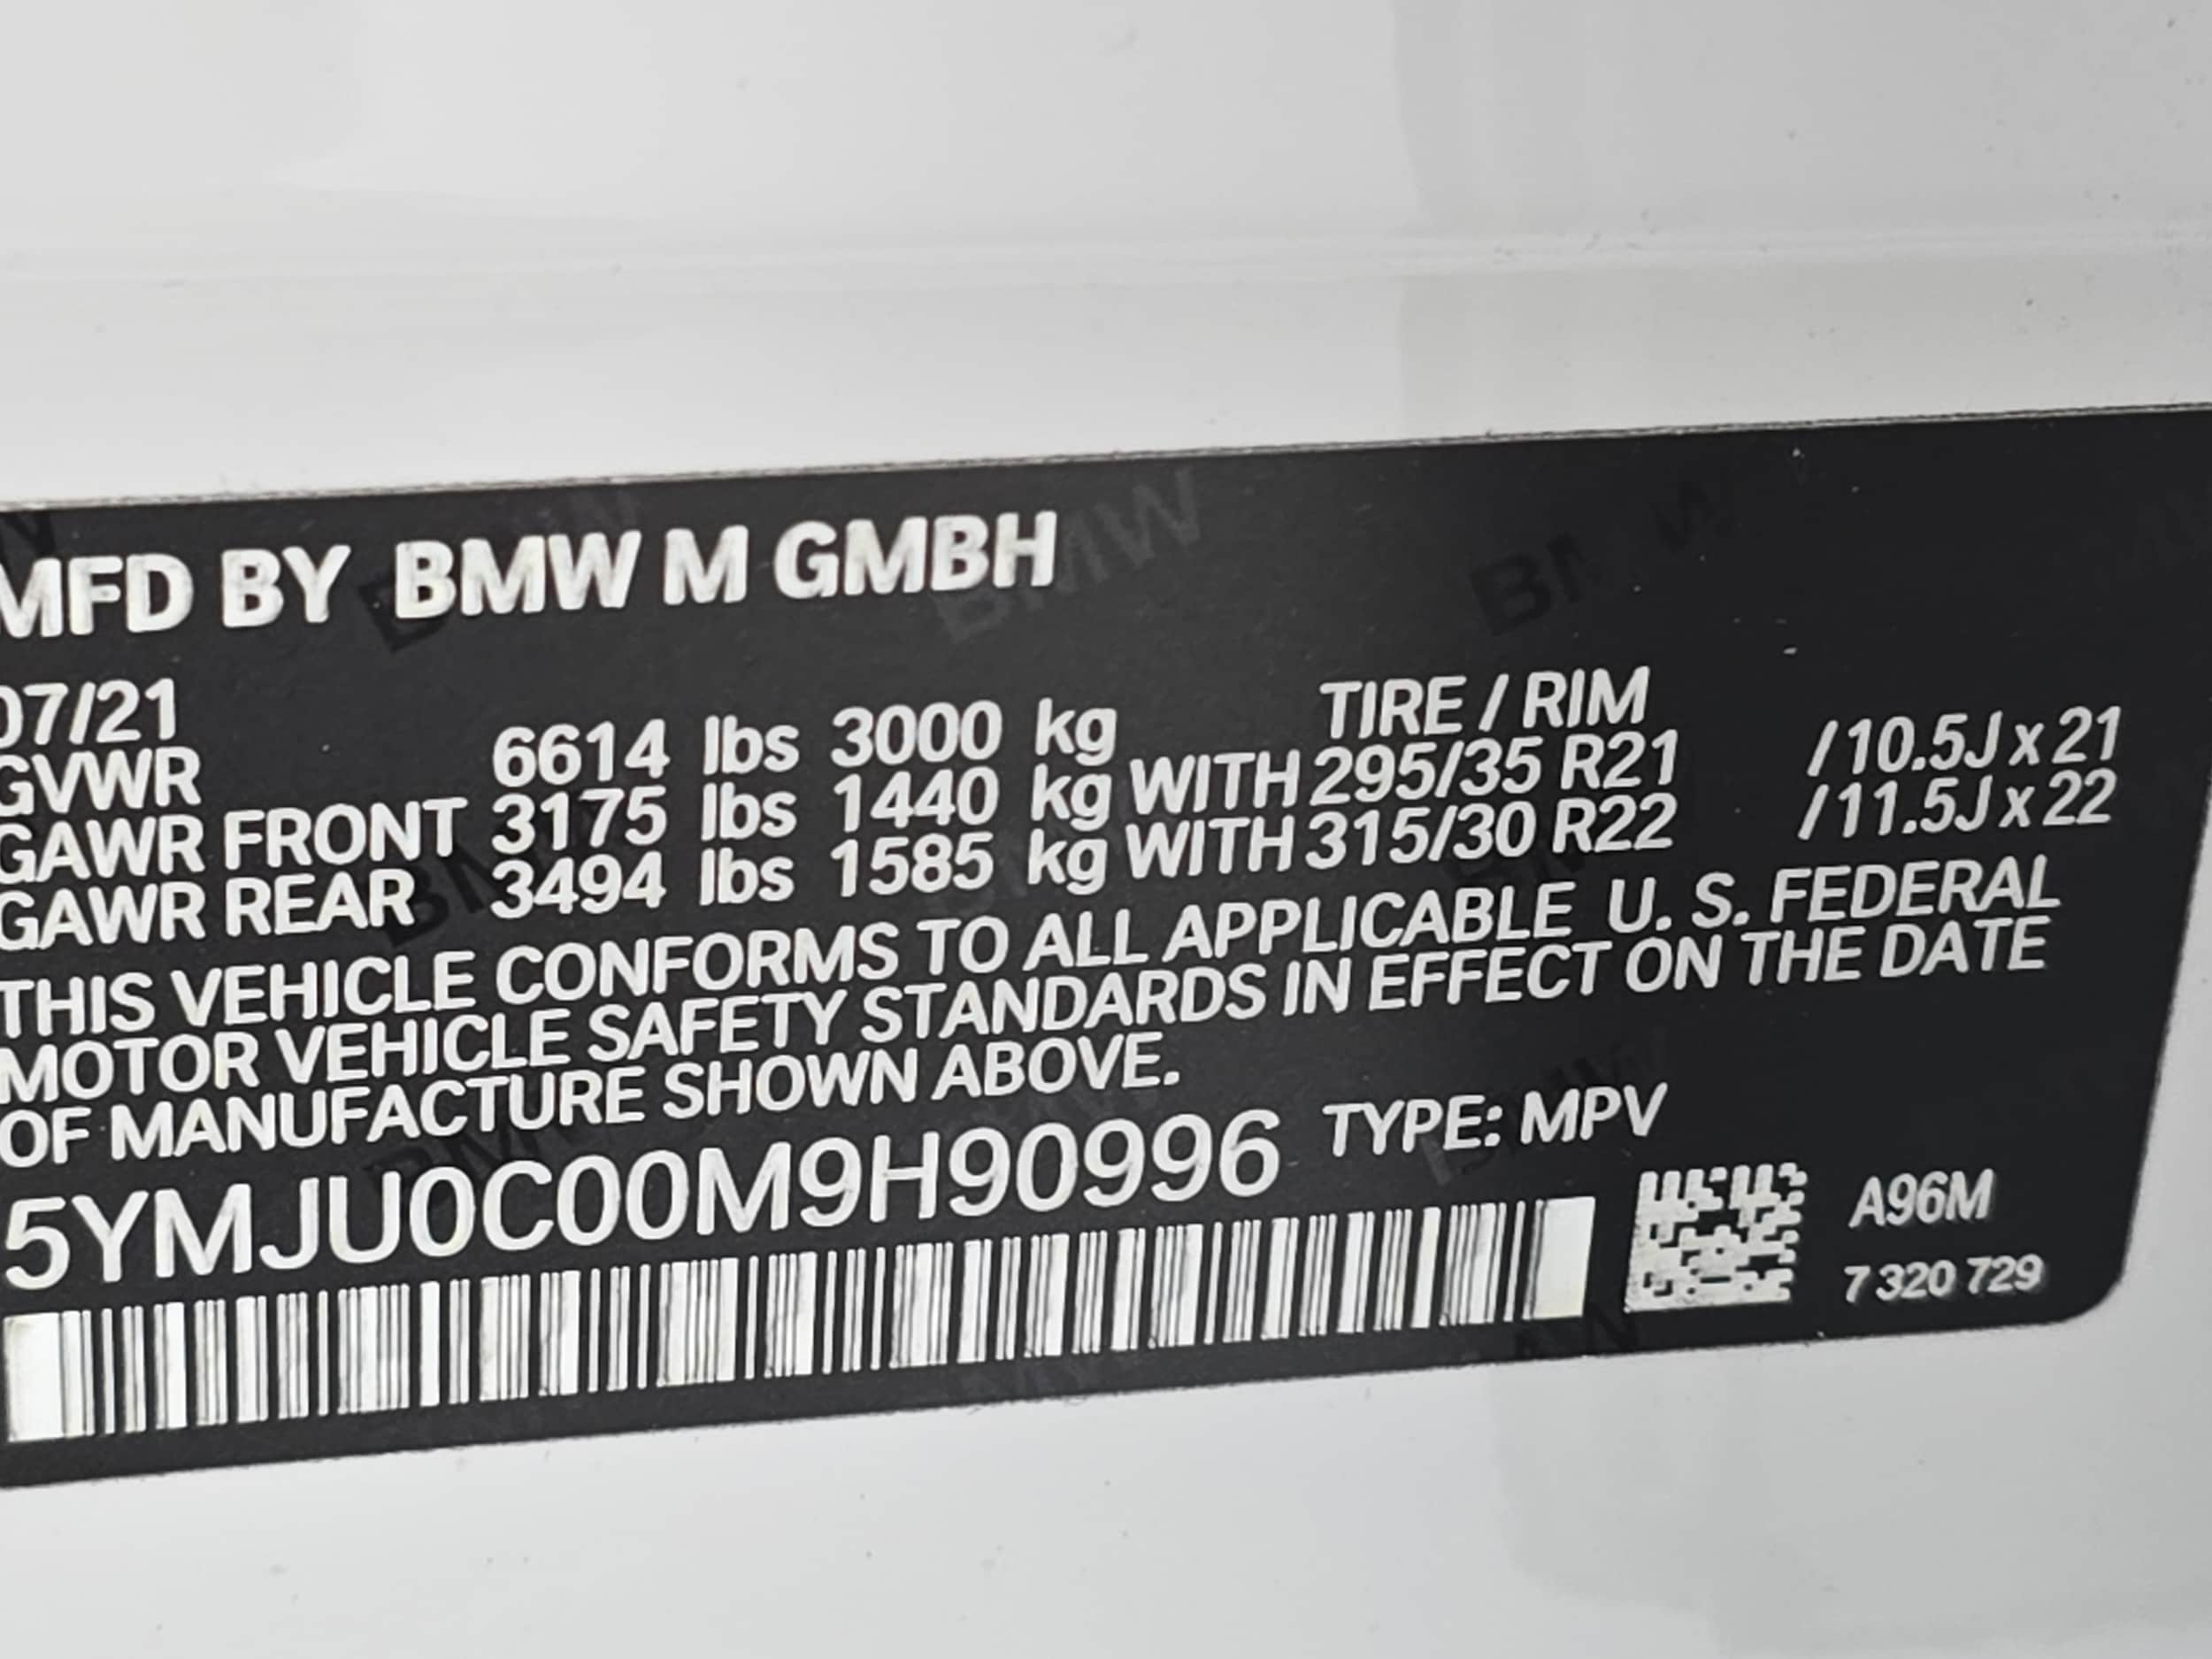 MFD BY BMW M GMBH
07/21
TIRE / RIM
GVWR 6614 lbs 3000 kg
GAWR FRONT 3175 lbs 1440 kg WITH 295/35 R21 /10.5J x 21
GAWR REAR 3494 lbs 1585 kg WITH 315/30 R22 /11.5J x 22
THIS VEHICLE CONFORMS TO ALL APPLICABLE U. S. FEDERAL
MOTOR VEHICLE SAFETY STANDARDS IN EFFECT ON THE DATE
OF MANUFACTURE SHOWN ABOVE.
5YMJU0C00M9H90996 TYPE: MPV
A96M
7 320 729